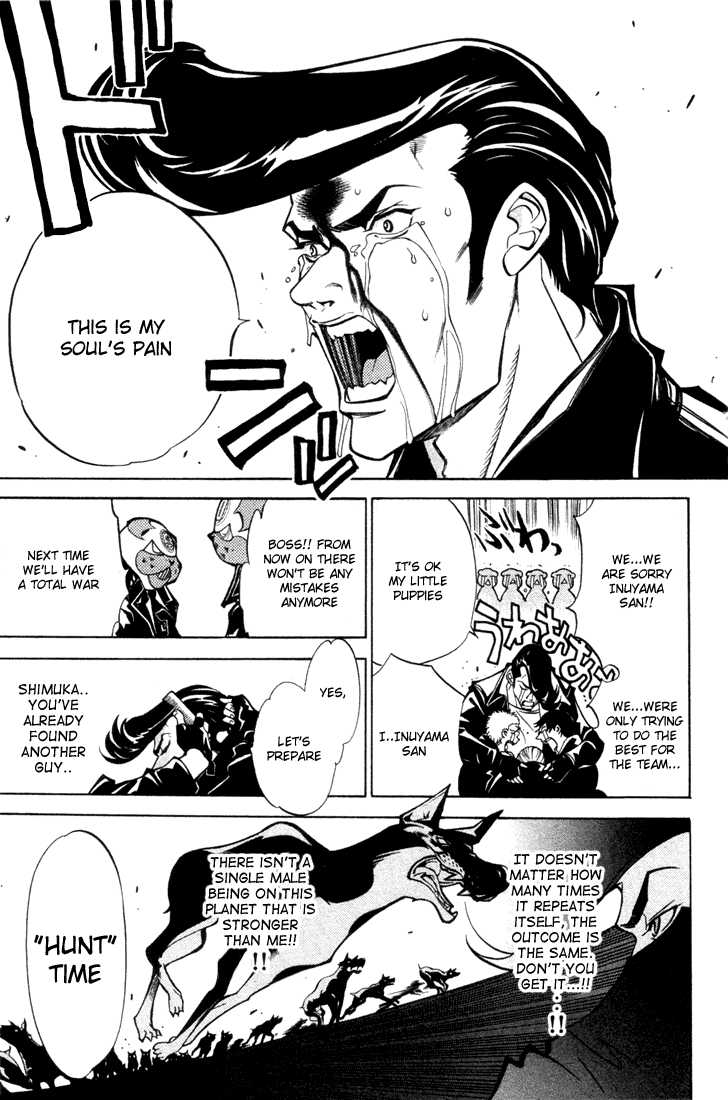 ド
THIS IS MY
SOUL'S PAIN
WE...WE
ARE SORRY
INUYAMA
SAN!!
IT'S OK
MY LITTLE
PUPPIES
WE...WERE
ONLY TRYING
TO DO THE
BEST FOR THE
TEAM...
I..INUYAMA
SAN
BOSS!! FROM
NOW ON THERE
WON'T BE ANY
MISTAKES
ANYMORE
NEXT TIME
WE'LL HAVE
A TOTAL WAR
YES,
LET'S
PREPARE
SHIMUKA..
YOU'VE
ALREADY
FOUND
ANOTHER
GUY..
IT DOESN'T
MATTER HOW
MANY TIMES
IT REPEATS
ITSELF, THE
OUTCOME IS
THE SAME.
DON'T YOU
GET IT...!!
!!
THERE ISN'T A
SINGLE MALE
BEING ON THIS
PLANET THAT IS
STRONGER
THAN ME!!
!!
"HUNT"
TIME